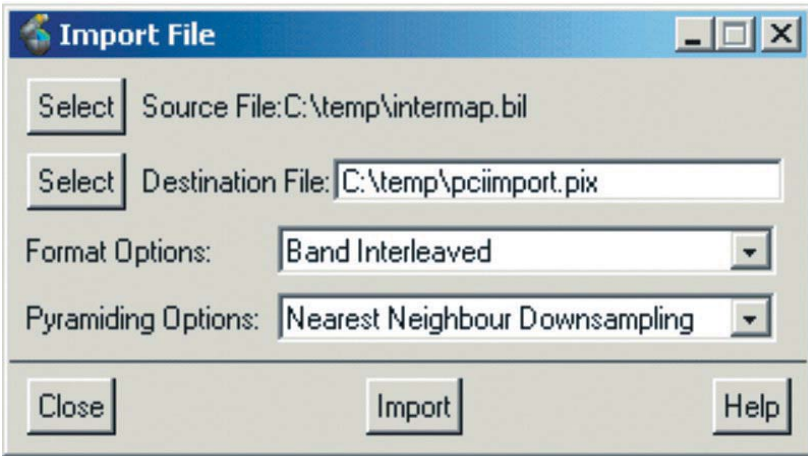 Import File
Select Source File:C:\temp\intermap.bil
Select Destination File: C:\temp\pciimport.pix
Format Options: Band Interleaved
Pyramiding Options: Nearest Neighbour Downsampling
Close Import Help